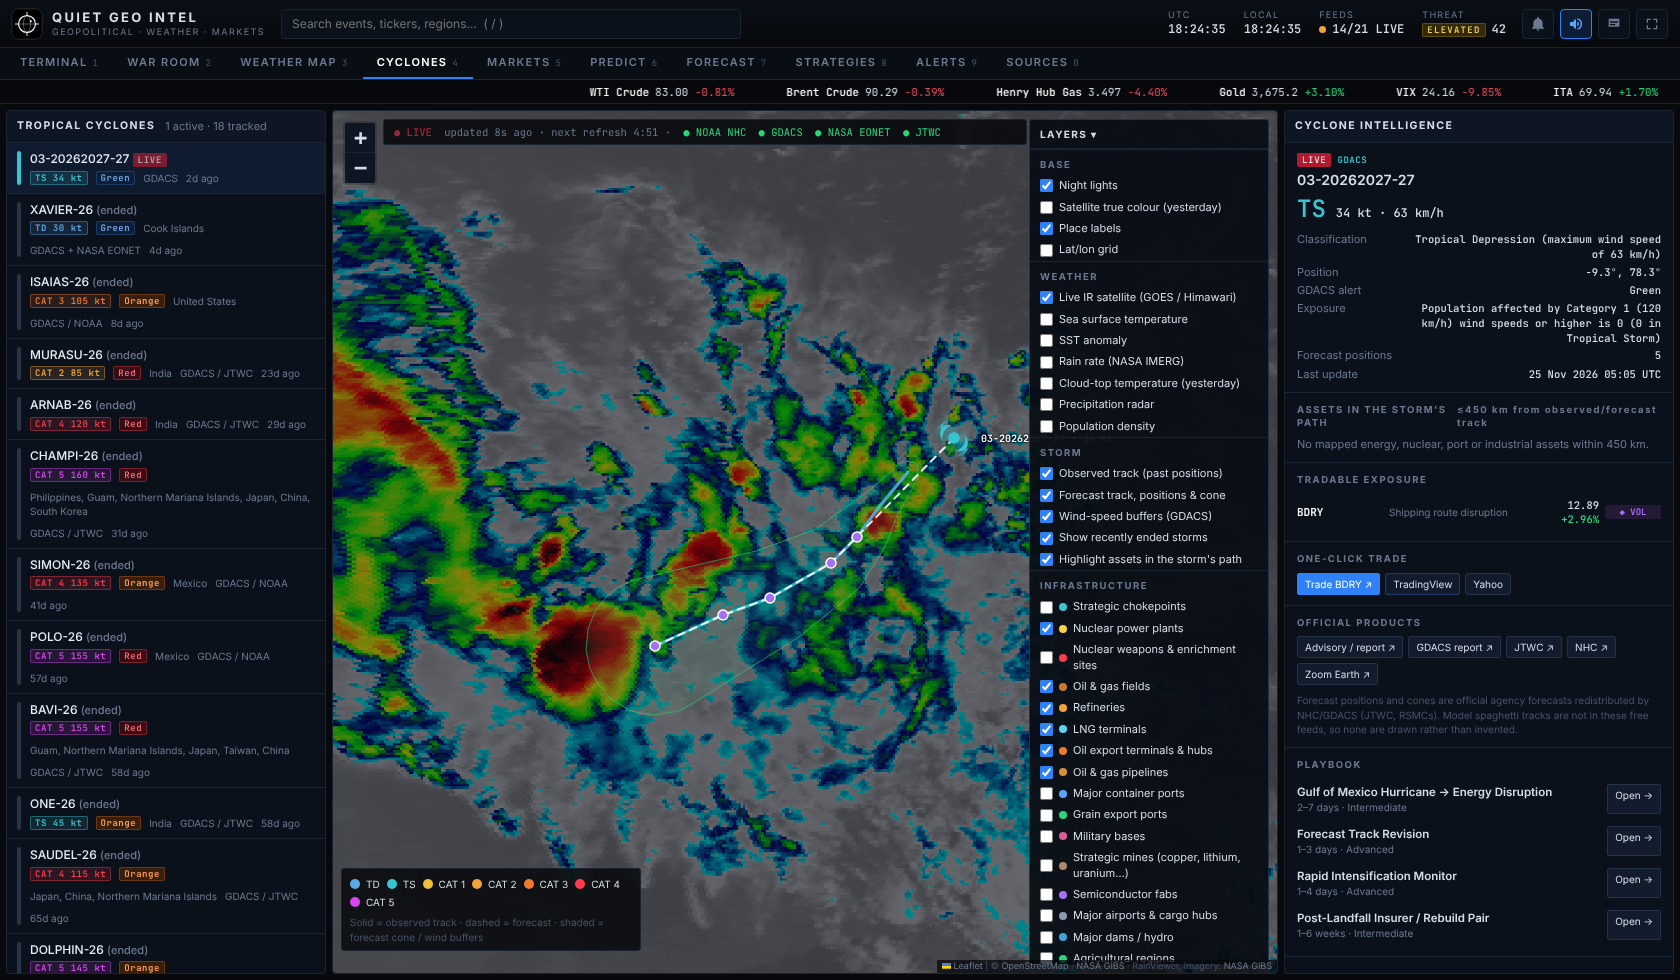 QUIET GEO INTEL
GEOPOLITICAL · WEATHER · MARKETS
Search events, tickers, regions... ( / )
UTC
18:24:35
LOCAL
18:24:35
FEEDS
14/21 LIVE
THREAT
ELEVATED 42
TERMINAL 1
WAR ROOM 2
WEATHER MAP 3
CYCLONES 4
MARKETS 5
PREDICT 6
FORECAST 7
STRATEGIES 8
ALERTS 9
SOURCES 0
WTI Crude 83.00 -0.81%
Brent Crude 90.29 -0.39%
Henry Hub Gas 3.497 -4.40%
Gold 3,675.2 +3.10%
VIX 24.16 -9.85%
ITA 69.94 +1.70%
TROPICAL CYCLONES 1 active · 18 tracked
03-20262027-27 LIVE
TS 34 kt Green GDACS 2d ago
XAVIER-26 (ended)
TD 30 kt Green Cook Islands
GDACS + NASA EONET 4d ago
ISAIAS-26 (ended)
CAT 3 105 kt Orange United States
GDACS / NOAA 8d ago
MURASU-26 (ended)
CAT 2 85 kt Red India GDACS / JTWC 23d ago
ARNAB-26 (ended)
CAT 4 120 kt Red India GDACS / JTWC 29d ago
CHAMPI-26 (ended)
CAT 5 160 kt Red
Philippines, Guam, Northern Mariana Islands, Japan, China,
South Korea
GDACS / JTWC 31d ago
SIMON-26 (ended)
CAT 4 135 kt Orange México GDACS / NOAA
41d ago
POLO-26 (ended)
CAT 5 155 kt Red Mexico GDACS / NOAA
57d ago
BAVI-26 (ended)
CAT 5 155 kt Red
Guam, Northern Mariana Islands, Japan, Taiwan, China
GDACS / JTWC 58d ago
ONE-26 (ended)
TS 45 kt Orange India GDACS / JTWC 58d ago
SAUDEL-26 (ended)
CAT 4 115 kt Orange
Japan, China, Northern Mariana Islands GDACS / JTWC
65d ago
DOLPHIN-26 (ended)
CAT 5 145 kt Orange
+
−
LIVE updated 8s ago · next refresh 4:51 · NOAA NHC GDACS NASA EONET JTWC
03-20262
TD TS CAT 1 CAT 2 CAT 3 CAT 4
CAT 5
Solid = observed track · dashed = forecast · shaded =
forecast cone / wind buffers
LAYERS ▾
BASE
Night lights
Satellite true colour (yesterday)
Place labels
Lat/lon grid
WEATHER
Live IR satellite (GOES / Himawari)
Sea surface temperature
SST anomaly
Rain rate (NASA IMERG)
Cloud-top temperature (yesterday)
Precipitation radar
Population density
STORM
Observed track (past positions)
Forecast track, positions & cone
Wind-speed buffers (GDACS)
Show recently ended storms
Highlight assets in the storm's path
INFRASTRUCTURE
Strategic chokepoints
Nuclear power plants
Nuclear weapons & enrichment
sites
Oil & gas fields
Refineries
LNG terminals
Oil export terminals & hubs
Oil & gas pipelines
Major container ports
Grain export ports
Military bases
Strategic mines (copper, lithium,
uranium...)
Semiconductor fabs
Major airports & cargo hubs
Major dams / hydro
Agricultural regions
Leaflet | © OpenStreetMap · NASA GIBS · RainViewer, Imagery: NASA GIBS
CYCLONE INTELLIGENCE
LIVE GDACS
03-20262027-27
TS 34 kt · 63 km/h
Classification Tropical Depression (maximum wind speed
of 63 km/h)
Position -9.3°, 78.3°
GDACS alert Green
Exposure Population affected by Category 1 (120
km/h) wind speeds or higher is 0 (0 in
Tropical Storm)
Forecast positions 5
Last update 25 Nov 2026 05:05 UTC
ASSETS IN THE STORM'S PATH ≤450 km from observed/forecast track
No mapped energy, nuclear, port or industrial assets within 450 km.
TRADABLE EXPOSURE
BDRY Shipping route disruption 12.89 +2.96% ◆ VOL
ONE-CLICK TRADE
Trade BDRY ↗ TradingView Yahoo
OFFICIAL PRODUCTS
Advisory / report ↗ GDACS report ↗ JTWC ↗ NHC ↗
Zoom Earth ↗
Forecast positions and cones are official agency forecasts redistributed by
NHC/GDACS (JTWC, RSMCs). Model spaghetti tracks are not in these free
feeds, so none are drawn rather than invented.
PLAYBOOK
Gulf of Mexico Hurricane → Energy Disruption
2–7 days · Intermediate
Open →
Forecast Track Revision
1–3 days · Advanced
Open →
Rapid Intensification Monitor
1–4 days · Advanced
Open →
Post-Landfall Insurer / Rebuild Pair
1–6 weeks · Intermediate
Open →